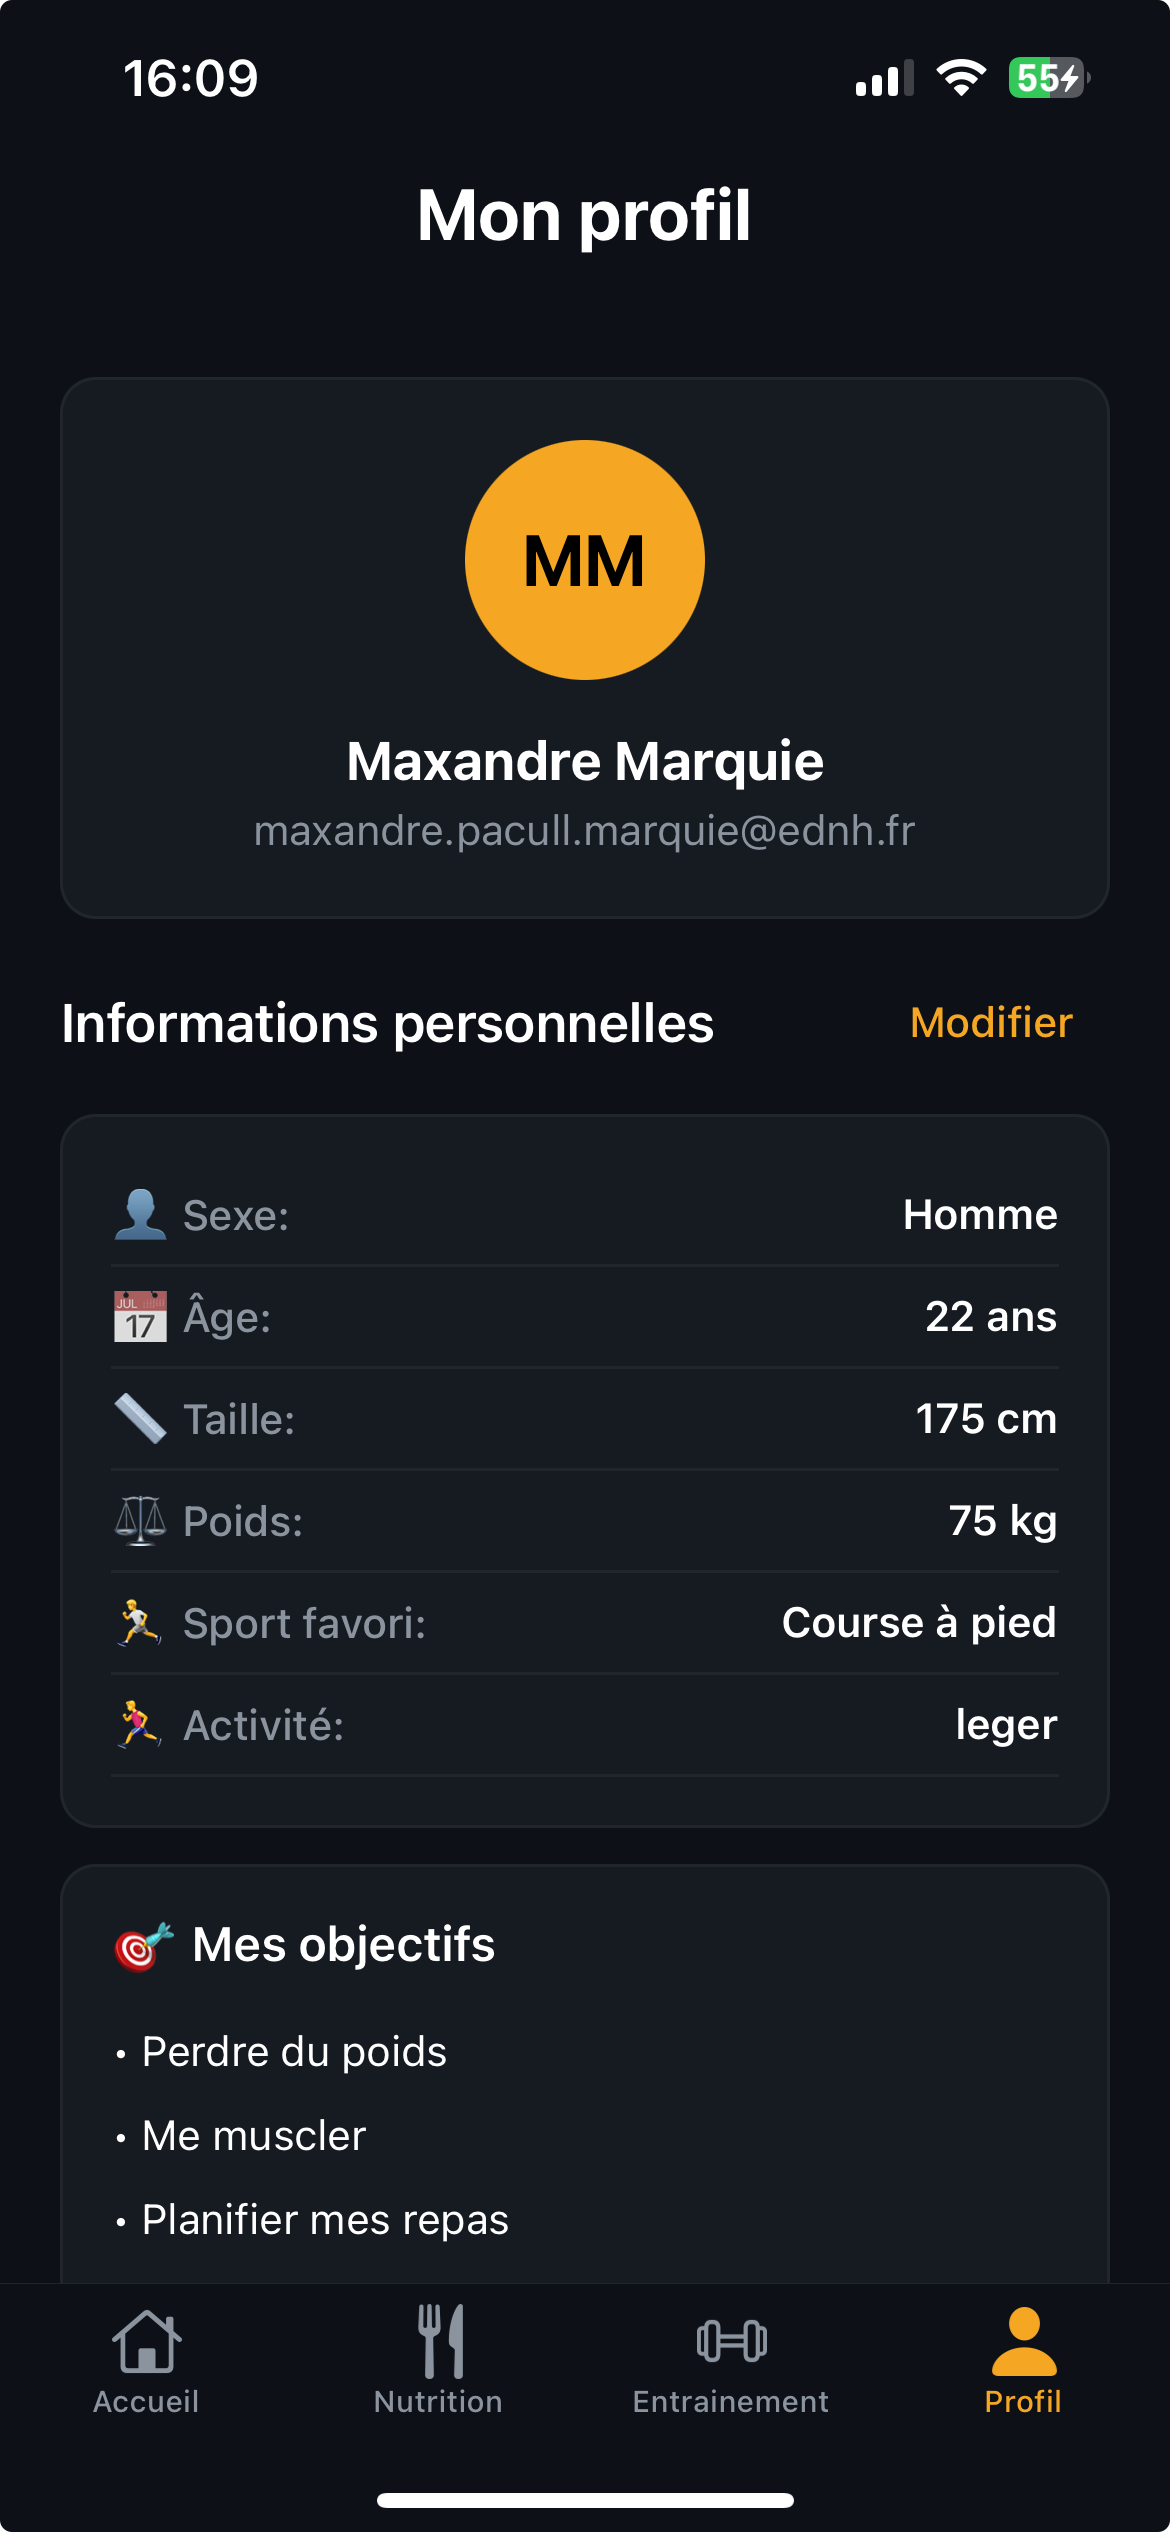 16:09
55
Mon profil
MM
Maxandre Marquie
maxandre.pacull.marquie@ednh.fr
Informations personnelles Modifier
Sexe: Homme
JUL 17 Âge: 22 ans
Taille: 175 cm
Poids: 75 kg
Sport favori: Course à pied
Activité: leger
Mes objectifs
• Perdre du poids
• Me muscler
• Planifier mes repas
Accueil Nutrition Entrainement Profil